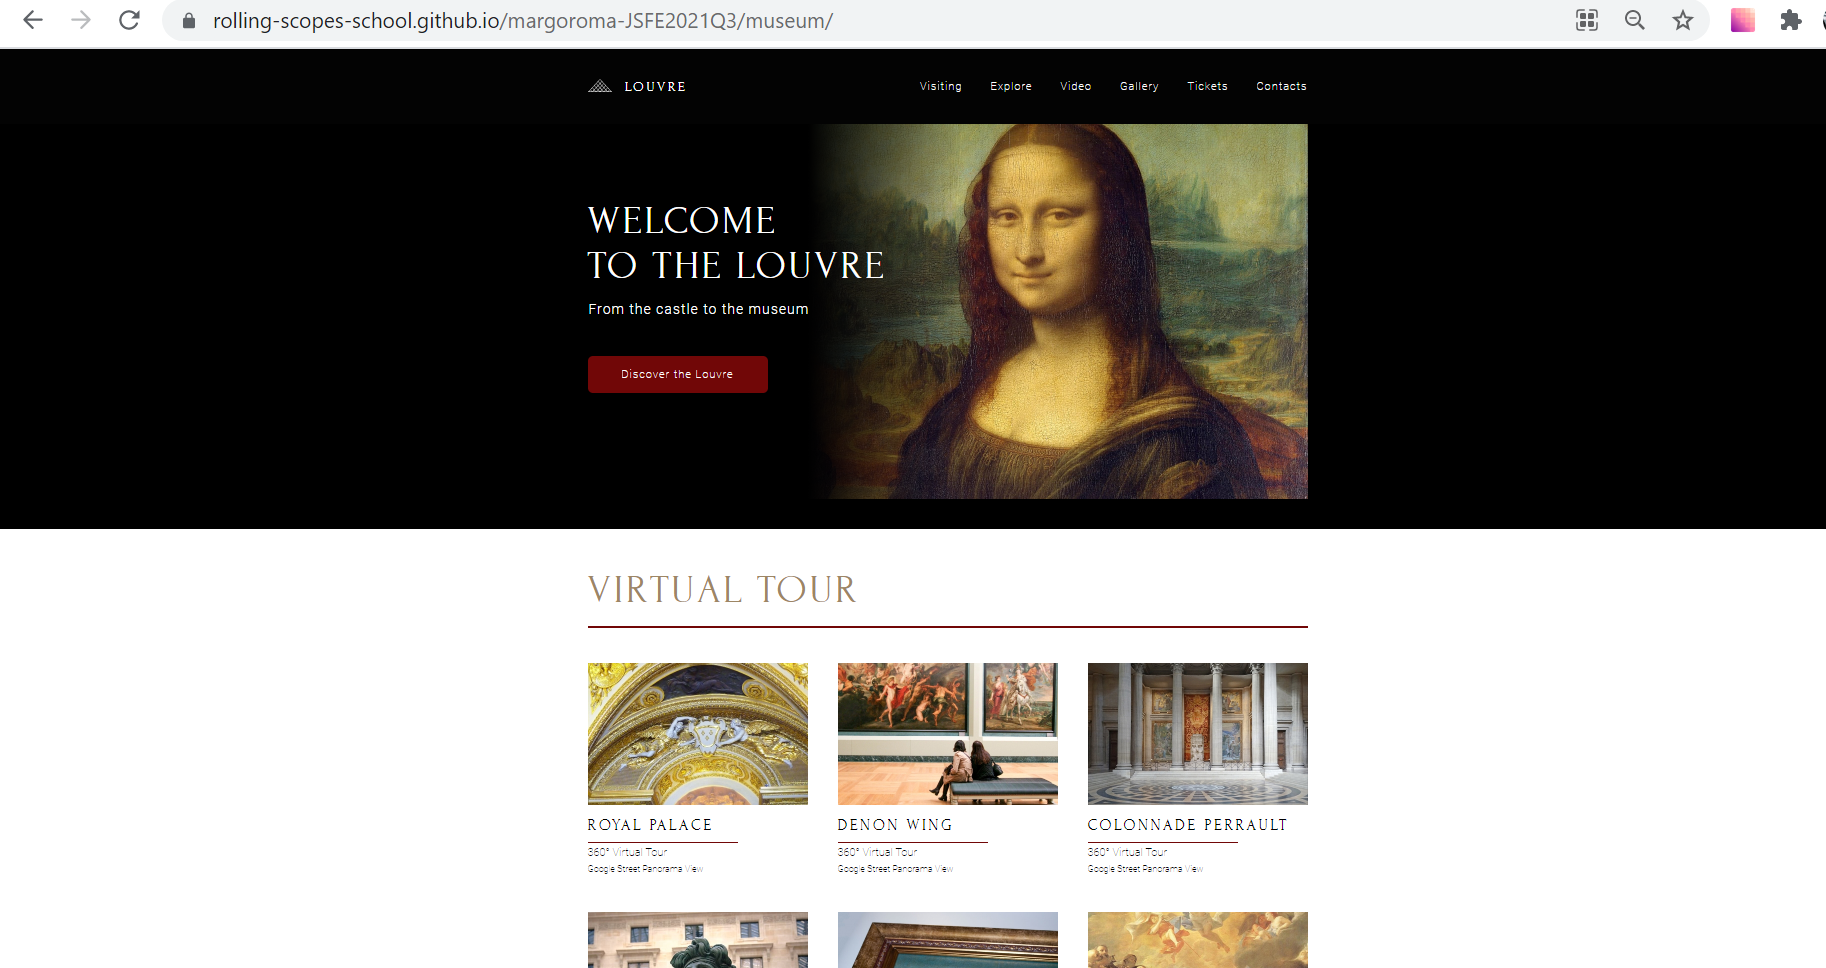 rolling-scopes-school.github.io/margoroma-JSFE2021Q3/museum/
LOUVRE
Visiting Explore Video Gallery Tickets Contacts
WELCOME
TO THE LOUVRE
From the castle to the museum
Discover the Louvre
VIRTUAL TOUR
ROYAL PALACE
360° Virtual Tour
Google Street Panorama View
DENON WING
360° Virtual Tour
Google Street Panorama View
COLONNADE PERRAULT
360° Virtual Tour
Google Street Panorama View